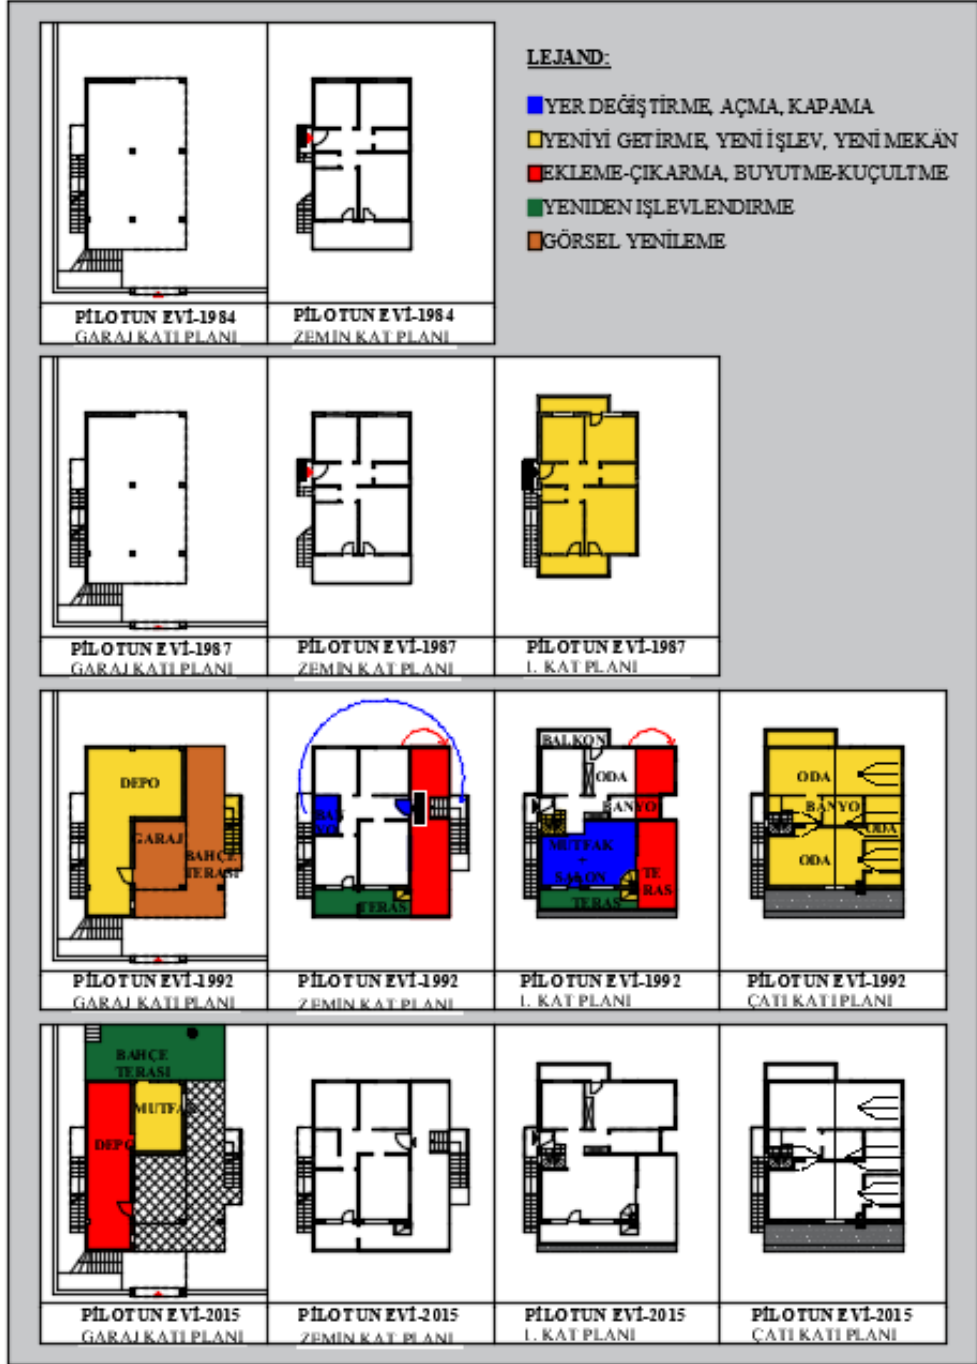 LEJAND:
YER DEĞİŞTİRME, AÇMA, KAPAMA
YENİYİ GETİRME, YENİ İŞLEV, YENİ MEKÂN
EKLEME-ÇIKARMA, BUYUTME-KUÇULTME
YENIDEN IŞLEVLENDIRME
GÖRSEL YENİLEME
PİLOTUN EVİ-1984
GARAJ KATI PLANI
PİLOTUN EVİ-1984
ZEMİN KAT PLANI
PİLOTUN EVİ-1987
GARAJ KATI PLANI
PİLOTUN EVİ-1987
ZEMİN KAT PLANI
PİLOTUN EVİ-1987
1. KAT PLANI
DEPO
GARAJ
BAHÇE
TERASI
PİLOTUN EVİ-1992
GARAJ KATI PLANI
BAN
YO
TERAS
PİLOTUN EVİ-1992
ZEMİN KAT PLANI
BALKON
ODA
BANYO
MUTFAK
+
SALON
TE
RAS
TERAS
PİLOTUN EVİ-1992
1. KAT PLANI
ODA
BANYO
ODA
ODA
PİLOTUN EVİ-1992
ÇATI KATI PLANI
BAHÇE
TERASI
MUTFAK
DEPO
PİLOTUN EVİ-2015
GARAJ KATI PLANI
PİLOTUN EVİ-2015
ZEMİN KAT PLANI
PİLOTUN EVİ-2015
1. KAT PLANI
PİLOTUN EVİ-2015
ÇATI KATI PLANI